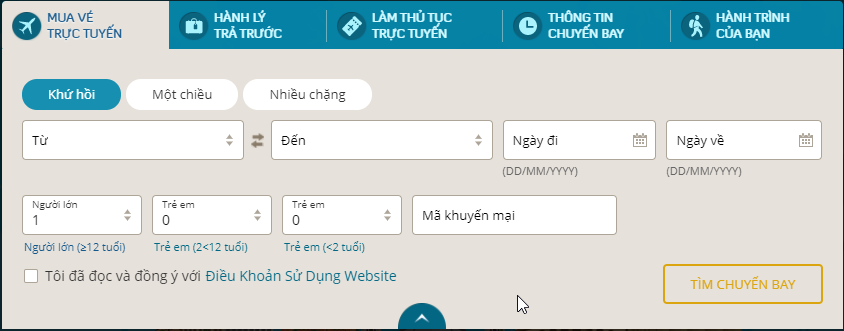 MUA VÉ
TRỰC TUYẾN
HÀNH LÝ
TRẢ TRƯỚC
LÀM THỦ TỤC
TRỰC TUYẾN
THÔNG TIN
CHUYẾN BAY
HÀNH TRÌNH
CỦA BẠN
Khứ hồi
Một chiều
Nhiều chặng
Từ
Đến
Ngày đi
Ngày về
(DD/MM/YYYY)
(DD/MM/YYYY)
Người lớn
1
Trẻ em
0
Trẻ em
0
Mã khuyến mại
Người lớn (≥12 tuổi)
Trẻ em (2<12 tuổi)
Trẻ em (<2 tuổi)
Tôi đã đọc và đồng ý với Điều Khoản Sử Dụng Website
TÌM CHUYẾN BAY